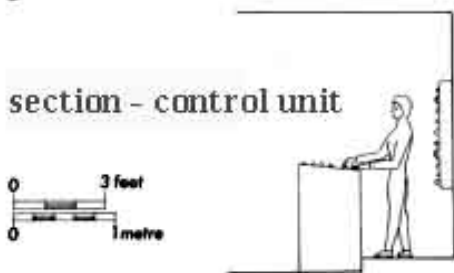 section - control unit
0 3 feet
0 1 metre